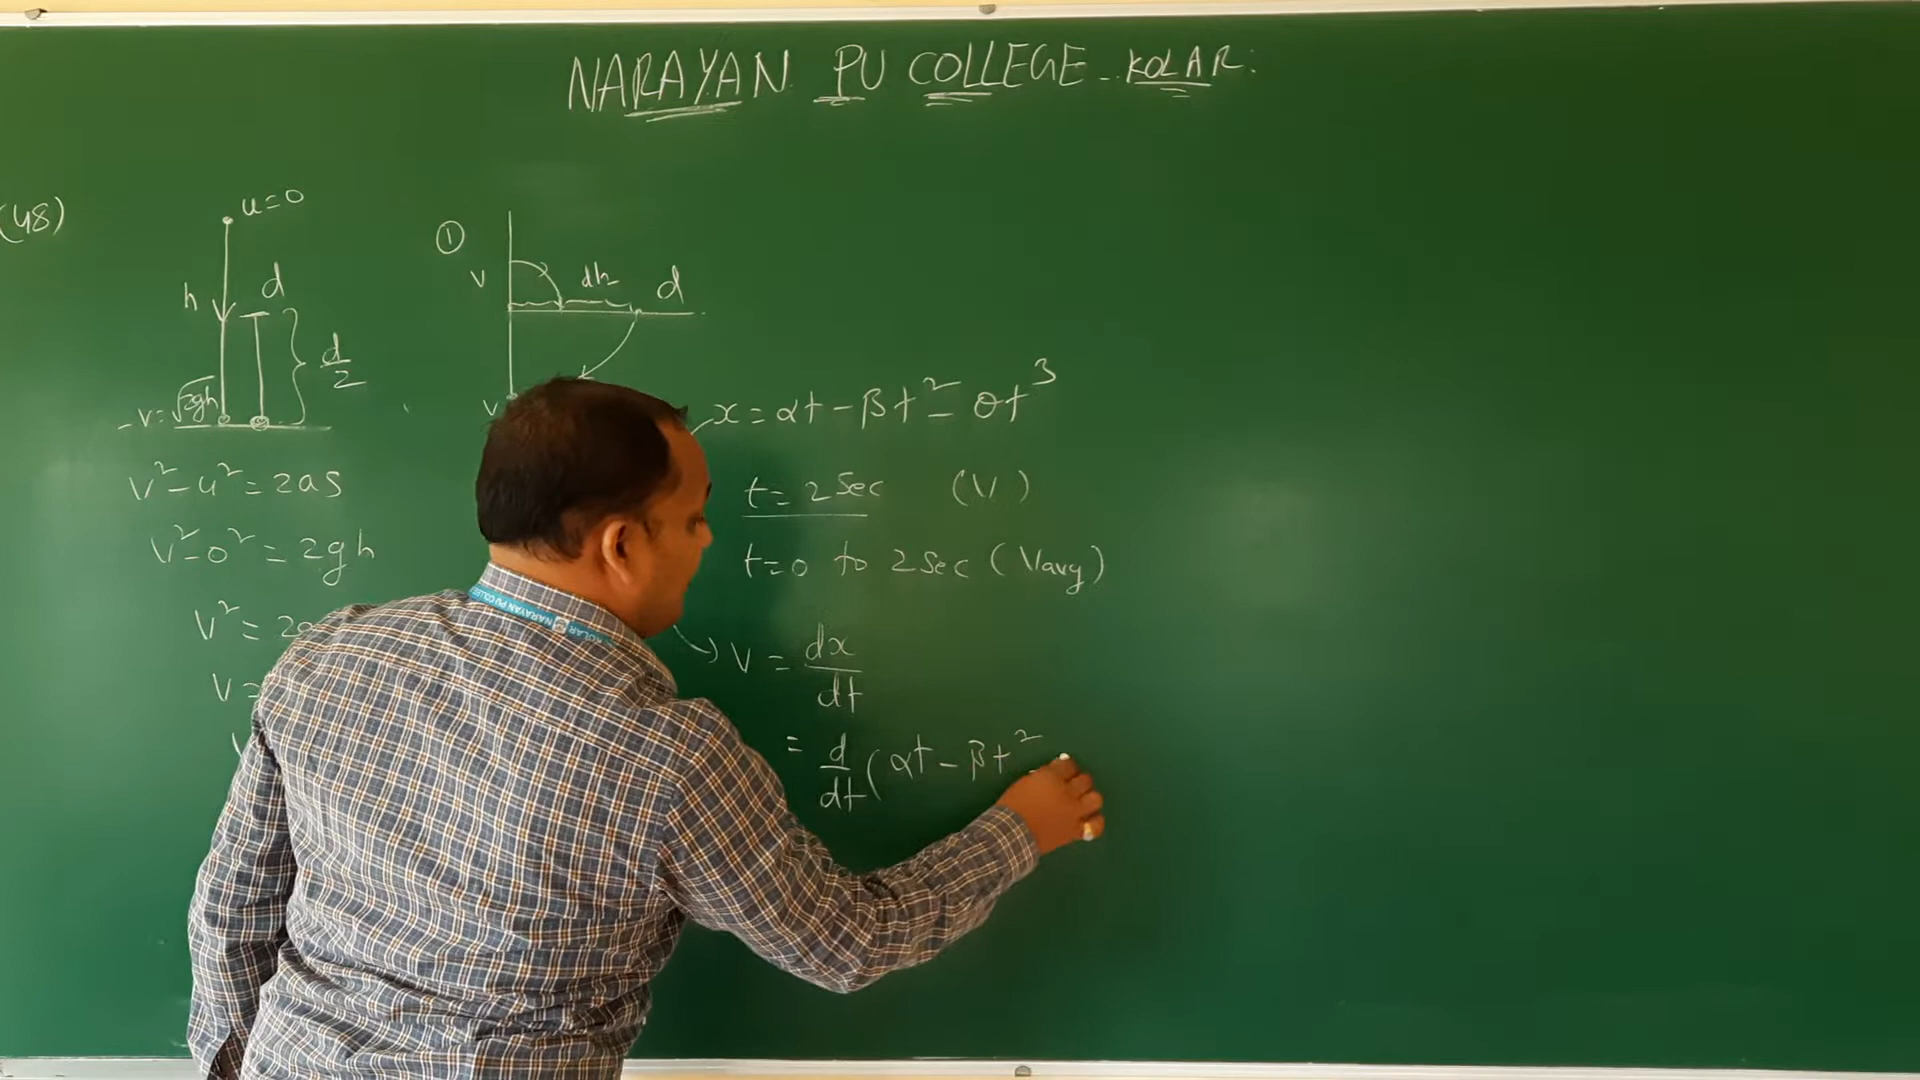 NARAYAN PU COLLEGE - KOLAR:
(48)
u=0
h
d
d/2
-v=√2gh
v²-u²=2as
v²-0²=2gh
v²=2g
v=
①
v
d/2
d
v
x=αt-βt²-θt³
t=2sec (V)
t=0 to 2sec (Vavg)
V=dx/dt
=d/dt(αt-βt²
NARAYAN PU COLLEGE
KOLAR